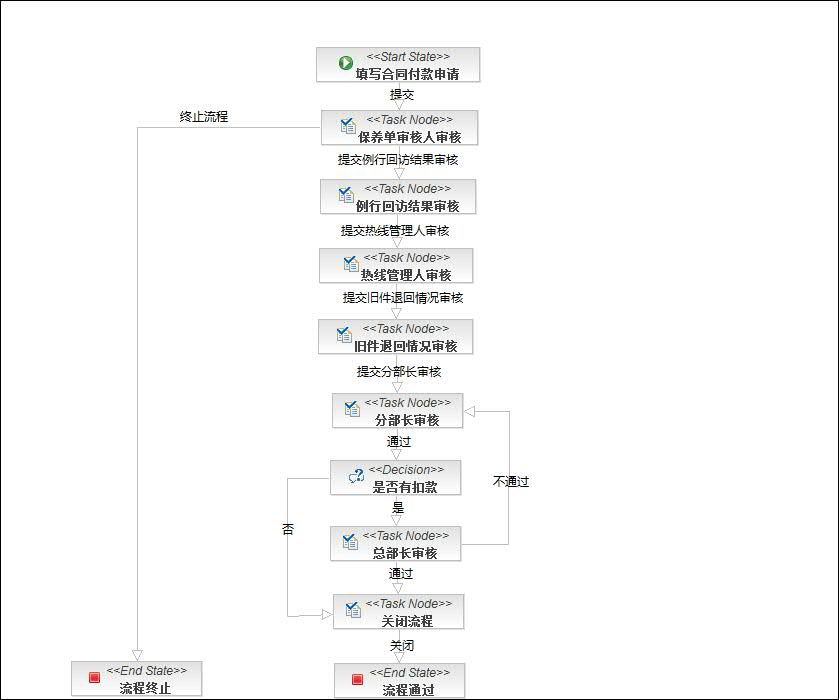 <<Start State>>
填写合同付款申请
提交
终止流程
<<Task Node>>
保养单审核人审核
提交例行回访结果审核
<<Task Node>>
例行回访结果审核
提交热线管理人审核
<<Task Node>>
热线管理人审核
提交旧件退回情况审核
<<Task Node>>
旧件退回情况审核
提交分部长审核
<<Task Node>>
分部长审核
通过
<<Decision>>
是否有扣款
不通过
是
否
<<Task Node>>
总部长审核
通过
<<Task Node>>
关闭流程
关闭
<<End State>>
流程终止
<<End State>>
流程通过